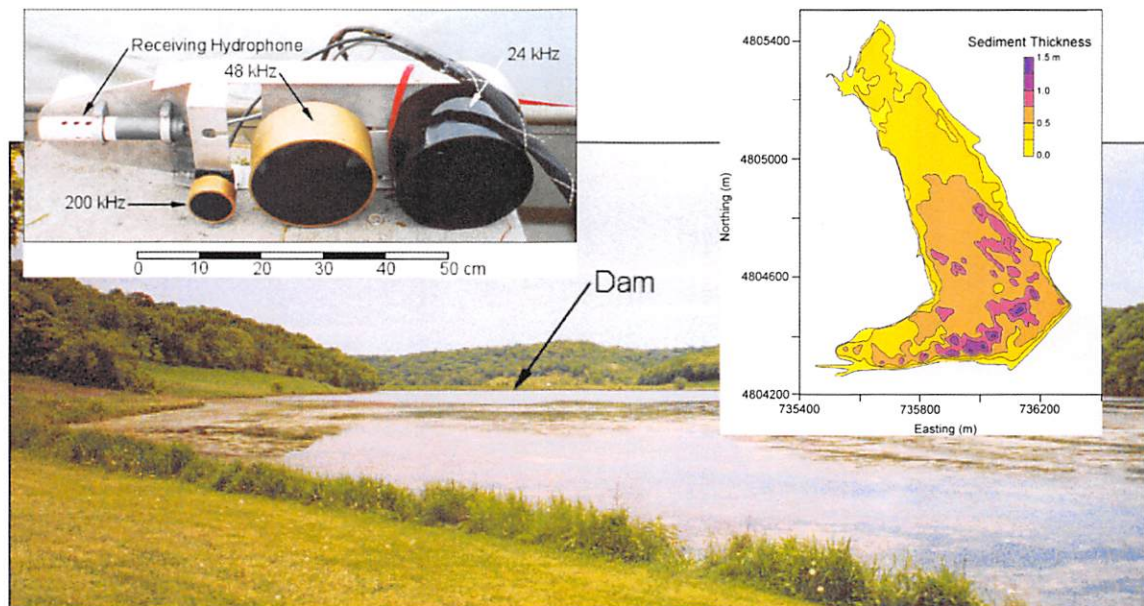 Receiving Hydrophone
48 kHz
24 kHz
200 kHz
0 10 20 30 40 50 cm
Dam
Sediment Thickness
1.5 m
1.0
0.5
0.0
4805400
4805000
4804600
4804200
Northing (m)
735400 735800 736200
Easting (m)